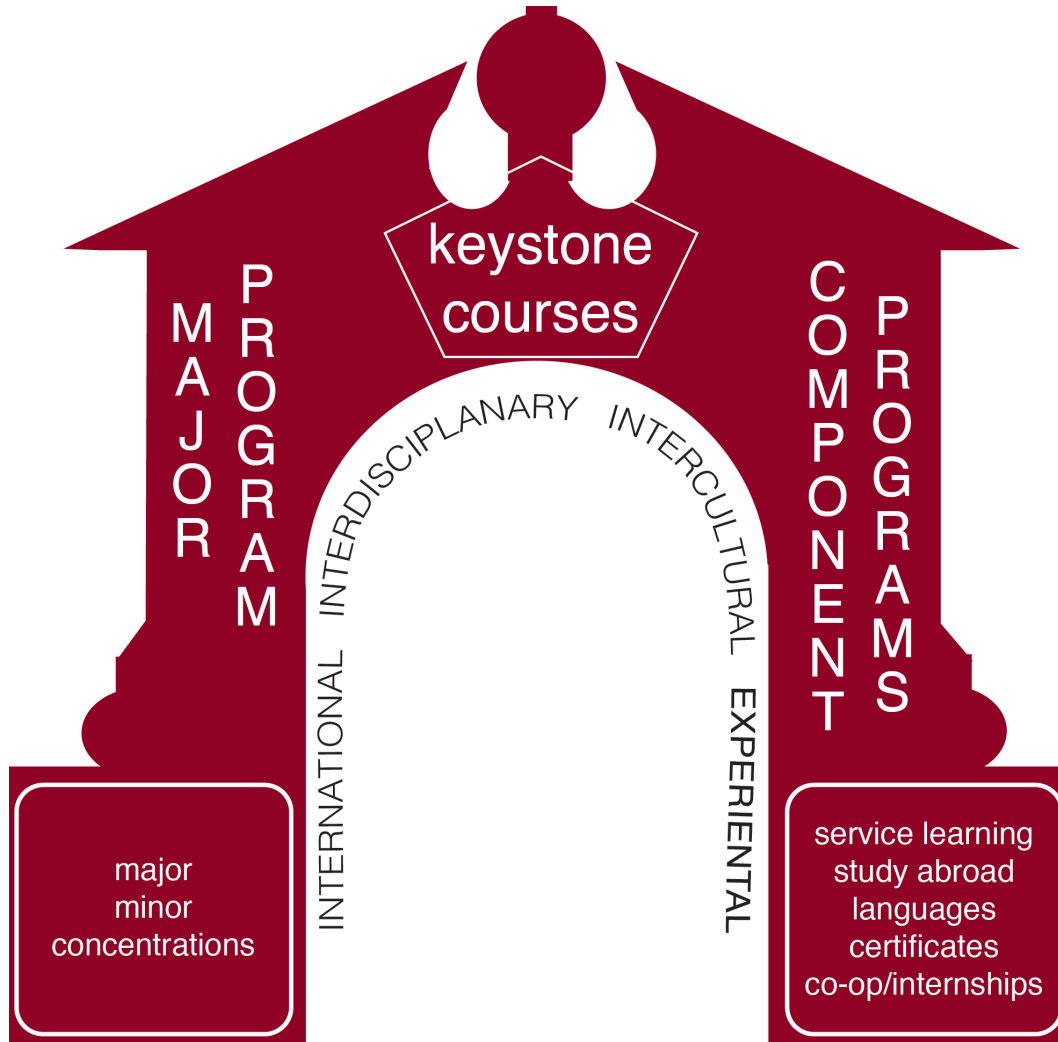 keystone
courses
MAJOR
PROGRAM
COMPONENT
PROGRAMS
INTERNATIONAL INTERDISCIPLANARY INTERCULTURAL EXPERIENTAL
major
minor
concentrations
service learning
study abroad
languages
certificates
co-op/internships